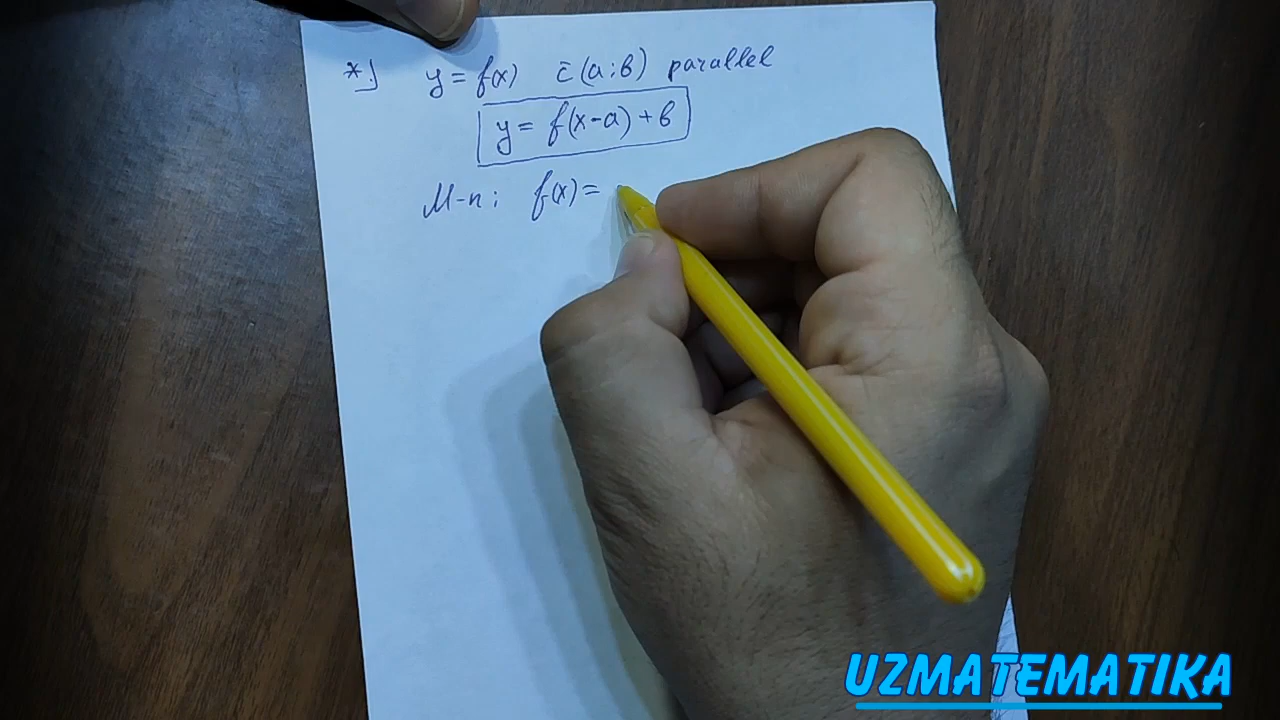 *) y = f(x) c̄(a;b) parallel
y = f(x-a) + b
M-n: f(x) =
UZMATEMATIKA